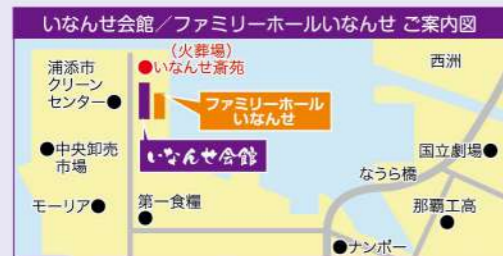 いなんせ会館／ファミリーホールいなんせ ご案内図
(火葬場)
いなんせ斎苑
浦添市
クリーン
センター
ファミリーホール
いなんせ
いなんせ会館
西洲
中央卸売
市場
国立劇場
なうら橋
モーリア
第一食糧
那覇工高
ナンポー